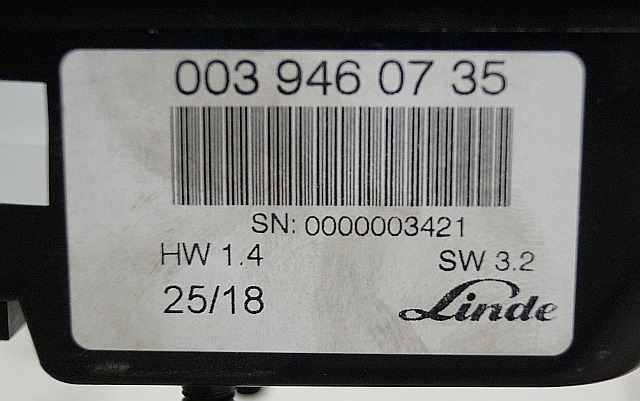 003 946 07 35
SN: 0000003421
HW 1.4
SW 3.2
25/18
Linde